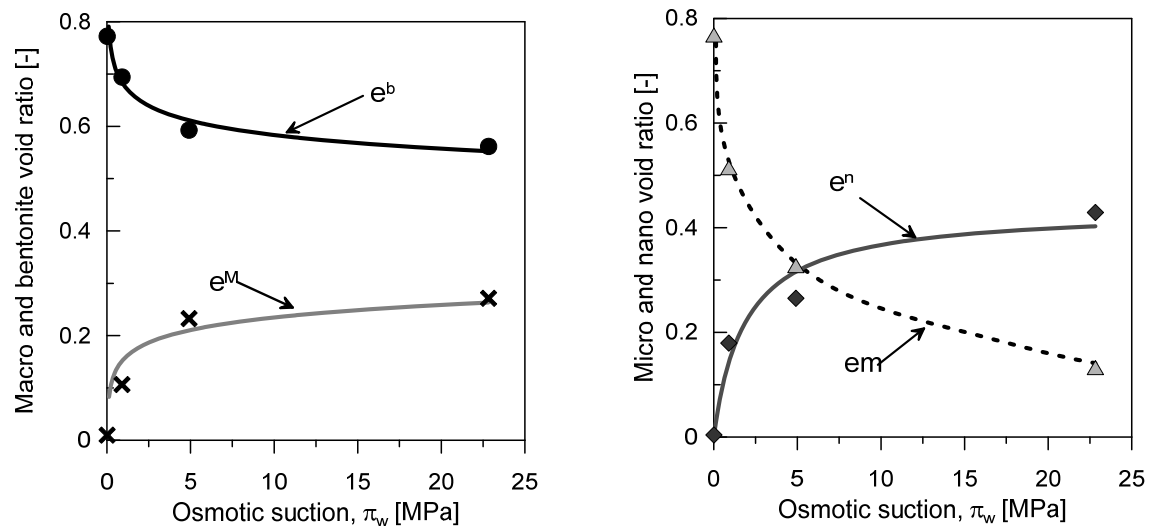 Macro and bentonite void ratio [-]
0.8
0.6
0.4
0.2
0
e^b
e^M
0 5 10 15 20 25
Osmotic suction, π_w [MPa]
Micro and nano void ratio [-]
0.8
0.6
0.4
0.2
0
e^n
em
0 5 10 15 20 25
Osmotic suction, π_w [MPa]